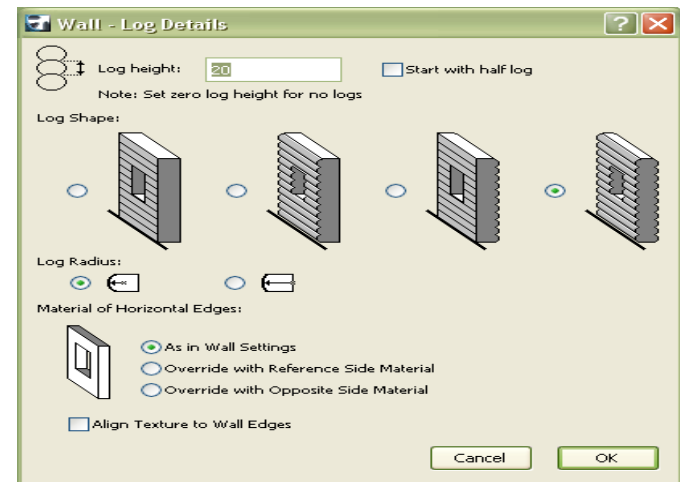 Wall - Log Details
Log height: 20 Start with half log
Note: Set zero log height for no logs
Log Shape:
Log Radius:
Material of Horizontal Edges:
As in Wall Settings
Override with Reference Side Material
Override with Opposite Side Material
Align Texture to Wall Edges
Cancel OK